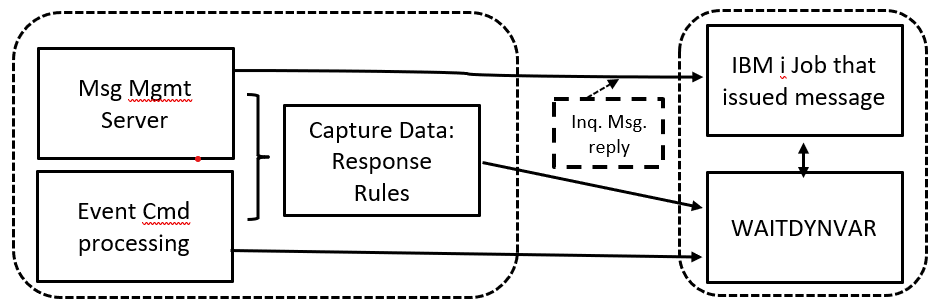 Msg Mgmt
Server
Event Cmd
processing
Capture Data:
Response
Rules
Inq. Msg.
reply
IBM i Job that
issued message
WAITDYNVAR